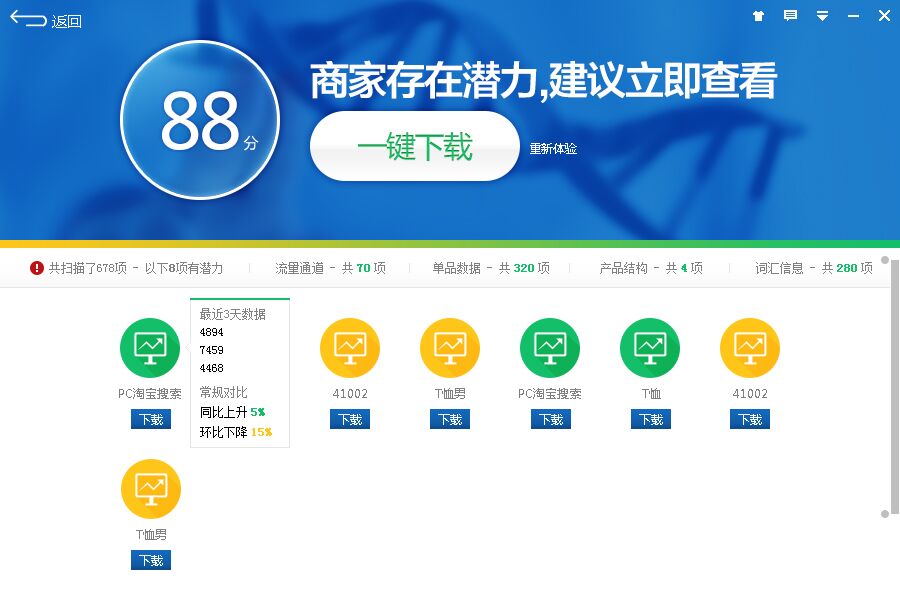 返回
88分
商家存在潜力,建议立即查看
一键下载
重新体验
共扫描了678项 - 以下8项有潜力
流量通道 - 共 70 项
单品数据 - 共 320 项
产品结构 - 共 4 项
词汇信息 - 共 280 项
PC淘宝搜索
下载
最近3天数据
4894
7459
4468
常规对比
同比上升 5%
环比下降 15%
41002
下载
T恤男
下载
PC淘宝搜索
下载
T恤
下载
41002
下载
T恤男
下载